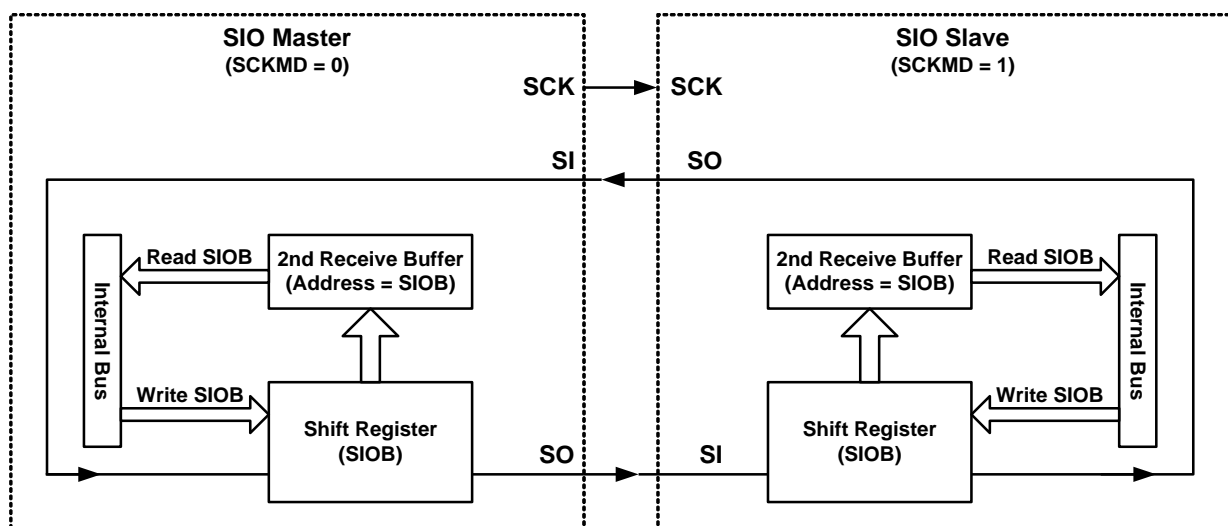 SIO Master
(SCKMD = 0)
SIO Slave
(SCKMD = 1)
SCK
SCK
SI
SO
Internal Bus
Read SIOB
2nd Receive Buffer
(Address = SIOB)
Write SIOB
Shift Register
(SIOB)
SO
SI
2nd Receive Buffer
(Address = SIOB)
Read SIOB
Internal Bus
Write SIOB
Shift Register
(SIOB)